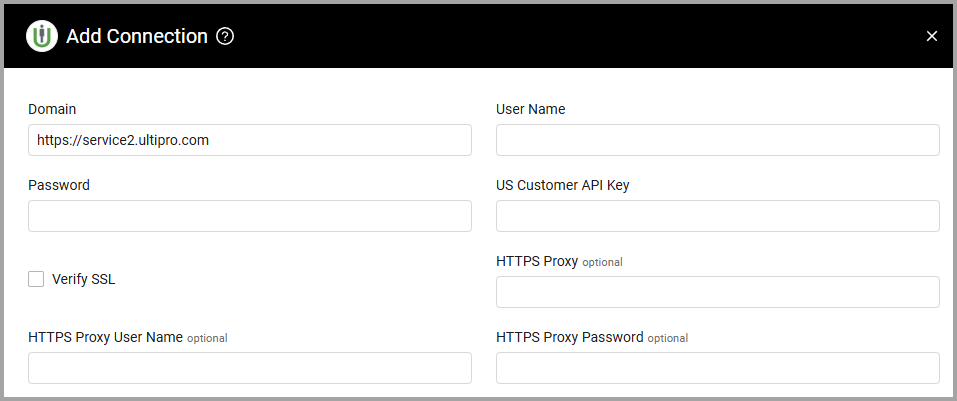 Add Connection ?
Domain
User Name
https://service2.ultipro.com
Password
US Customer API Key
Verify SSL
HTTPS Proxy optional
HTTPS Proxy User Name optional
HTTPS Proxy Password optional